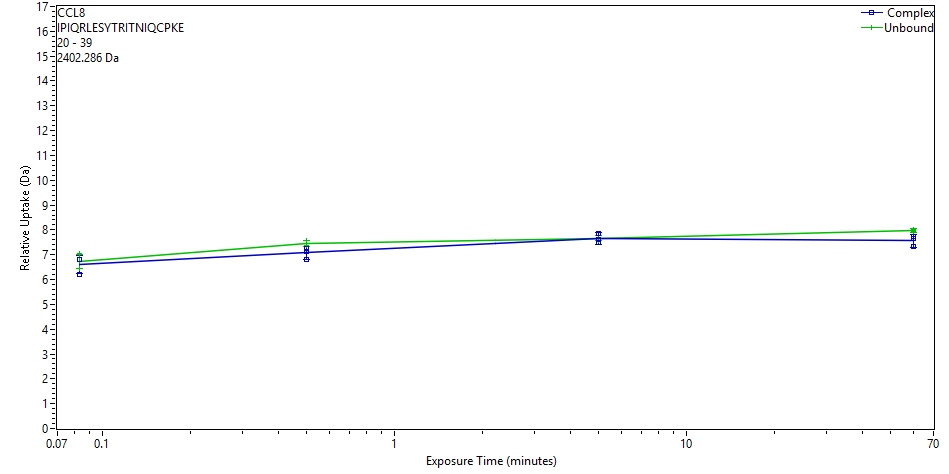 CCL8
IPIQRLESYTRITNIQCPKE
20 - 39
2402.286 Da
Complex
Unbound
Relative Uptake (Da)
17
16
15
14
13
12
11
10
9
8
7
6
5
4
3
2
1
0
0.07
0.1
1
10
70
Exposure Time (minutes)